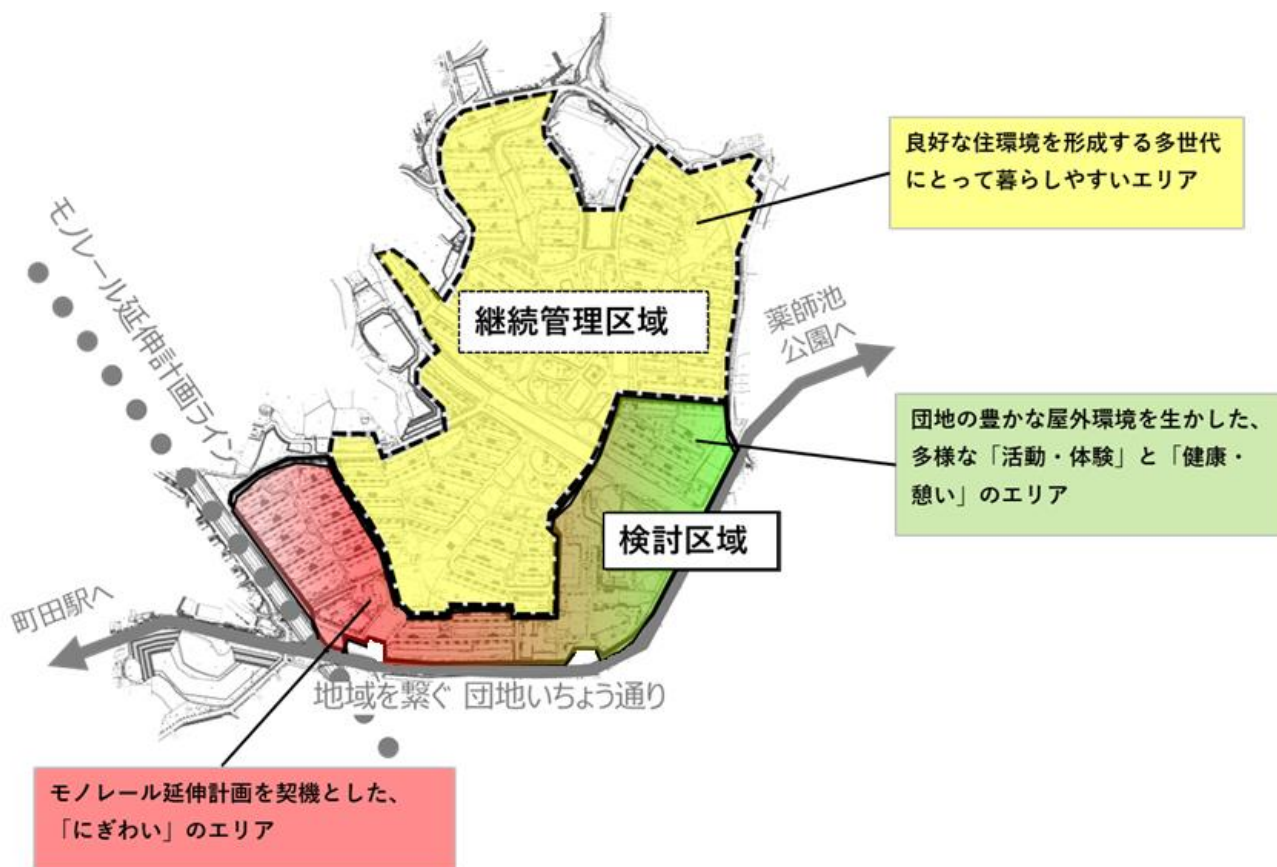 良好な住環境を形成する多世代
にとって暮らしやすいエリア
モノレール延伸計画ライン
継続管理区域
薬師池
公園へ
団地の豊かな屋外環境を生かした、
多様な「活動・体験」と「健康・
憩い」のエリア
検討区域
町田駅へ
地域を繋ぐ 団地いちょう通り
モノレール延伸計画を契機とした、
「にぎわい」のエリア